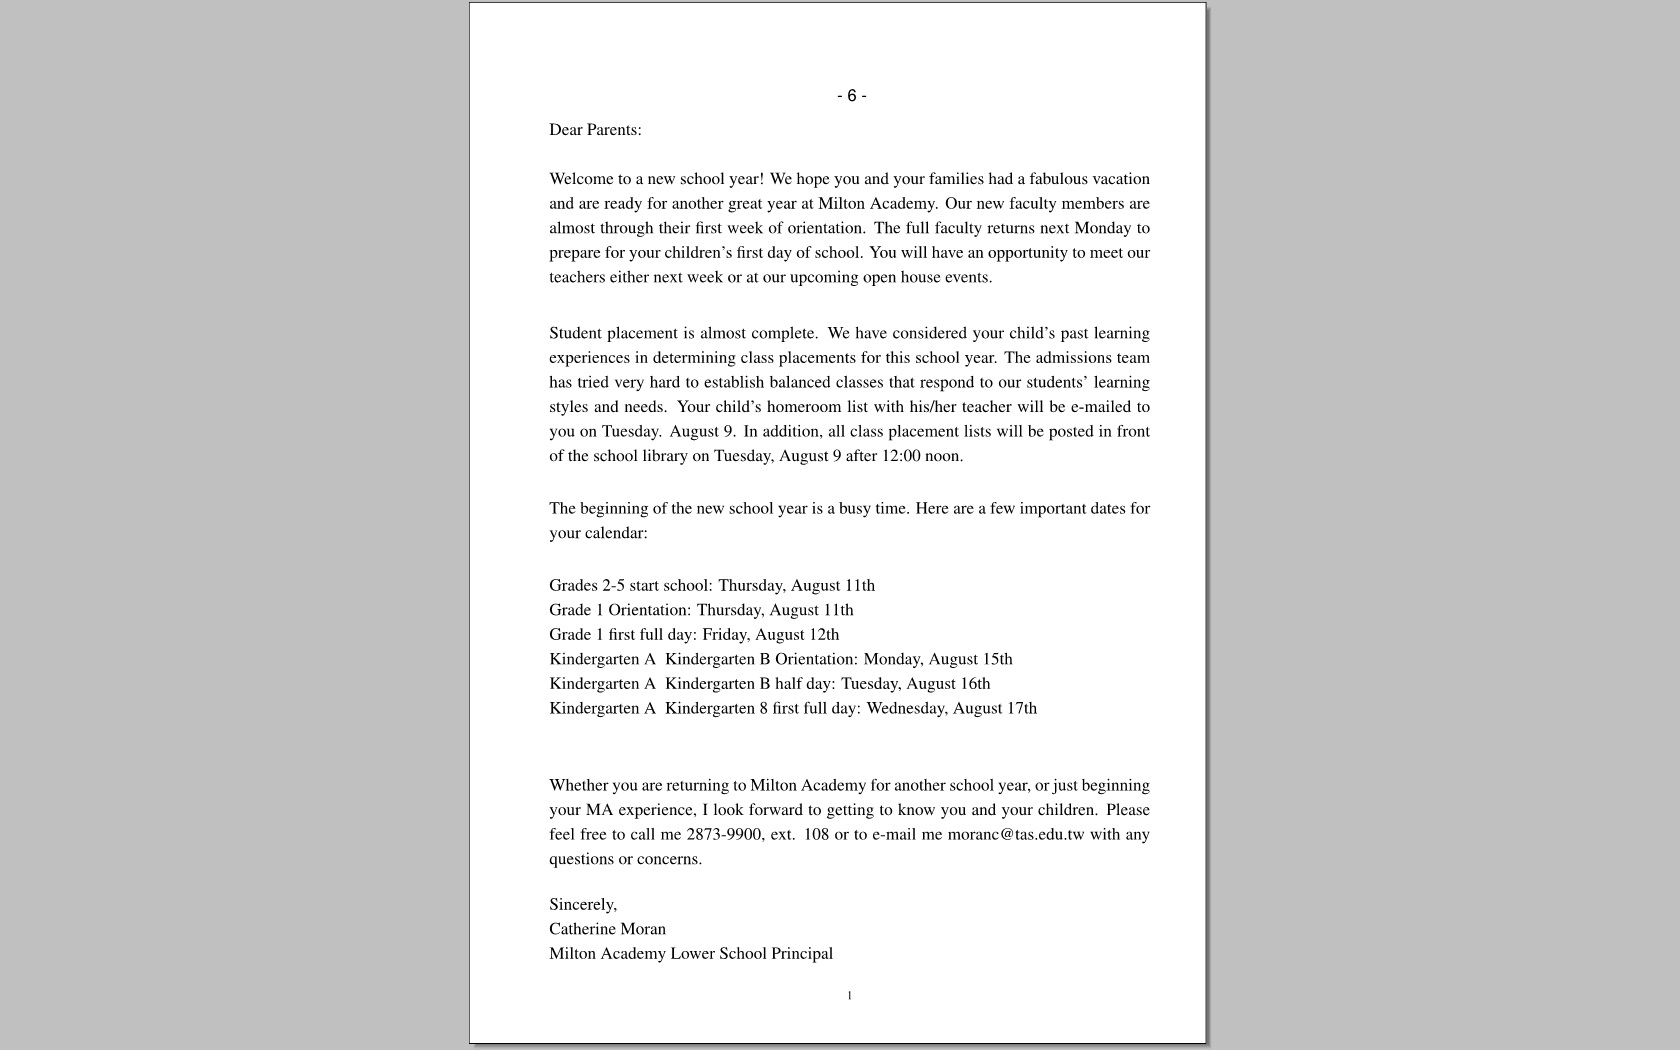 - 6 -
Dear Parents:
Welcome to a new school year! We hope you and your families had a fabulous vacation
and are ready for another great year at Milton Academy. Our new faculty members are
almost through their first week of orientation. The full faculty returns next Monday to
prepare for your children’s first day of school. You will have an opportunity to meet our
teachers either next week or at our upcoming open house events.
Student placement is almost complete. We have considered your child’s past learning
experiences in determining class placements for this school year. The admissions team
has tried very hard to establish balanced classes that respond to our students’ learning
styles and needs. Your child’s homeroom list with his/her teacher will be e-mailed to
you on Tuesday. August 9. In addition, all class placement lists will be posted in front
of the school library on Tuesday, August 9 after 12:00 noon.
The beginning of the new school year is a busy time. Here are a few important dates for
your calendar:
Grades 2-5 start school: Thursday, August 11th
Grade 1 Orientation: Thursday, August 11th
Grade 1 first full day: Friday, August 12th
Kindergarten A Kindergarten B Orientation: Monday, August 15th
Kindergarten A Kindergarten B half day: Tuesday, August 16th
Kindergarten A Kindergarten 8 first full day: Wednesday, August 17th
Whether you are returning to Milton Academy for another school year, or just beginning
your MA experience, I look forward to getting to know you and your children. Please
feel free to call me 2873-9900, ext. 108 or to e-mail me moranc@tas.edu.tw with any
questions or concerns.
Sincerely,
Catherine Moran
Milton Academy Lower School Principal
1